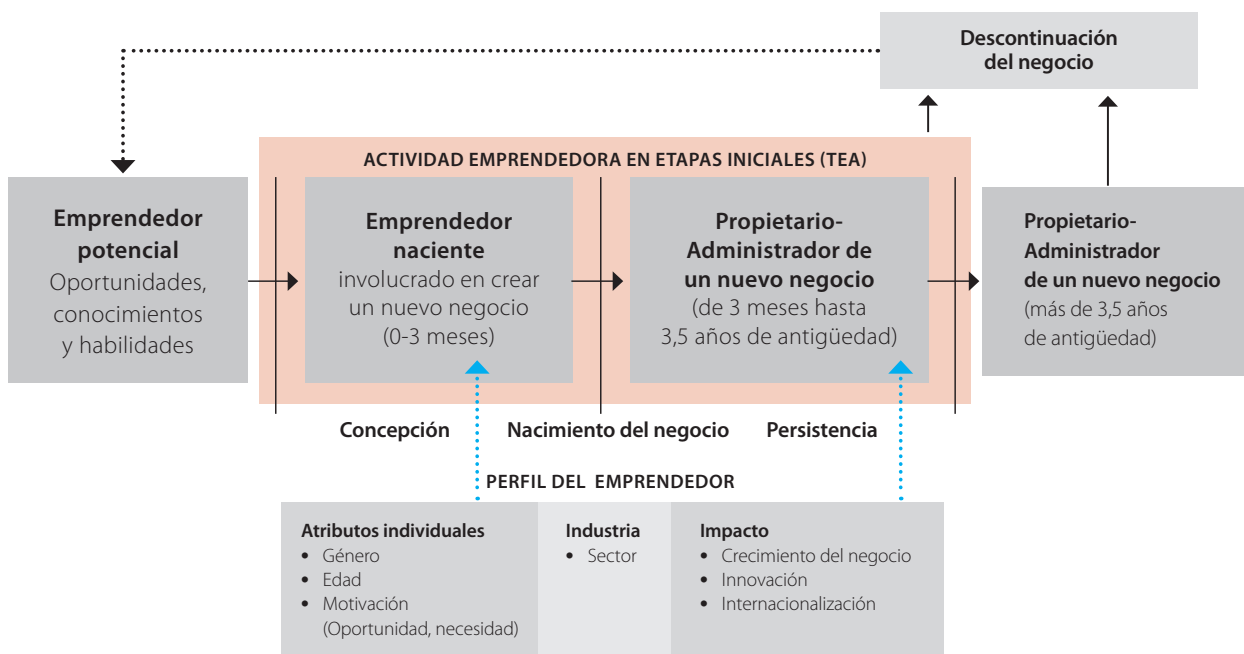 Descontinuación
del negocio
ACTIVIDAD EMPRENDEDORA EN ETAPAS INICIALES (TEA)
Emprendedor
potencial
Oportunidades,
conocimientos
y habilidades
Emprendedor
naciente
involucrado en crear
un nuevo negocio
(0-3 meses)
Propietario-
Administrador de
un nuevo negocio
(de 3 meses hasta
3,5 años de antigüedad)
Propietario-
Administrador
de un nuevo negocio
(más de 3,5 años
de antigüedad)
Concepción
Nacimiento del negocio
Persistencia
PERFIL DEL EMPRENDEDOR
Atributos individuales
• Género
• Edad
• Motivación
(Oportunidad, necesidad)
Industria
• Sector
Impacto
• Crecimiento del negocio
• Innovación
• Internacionalización